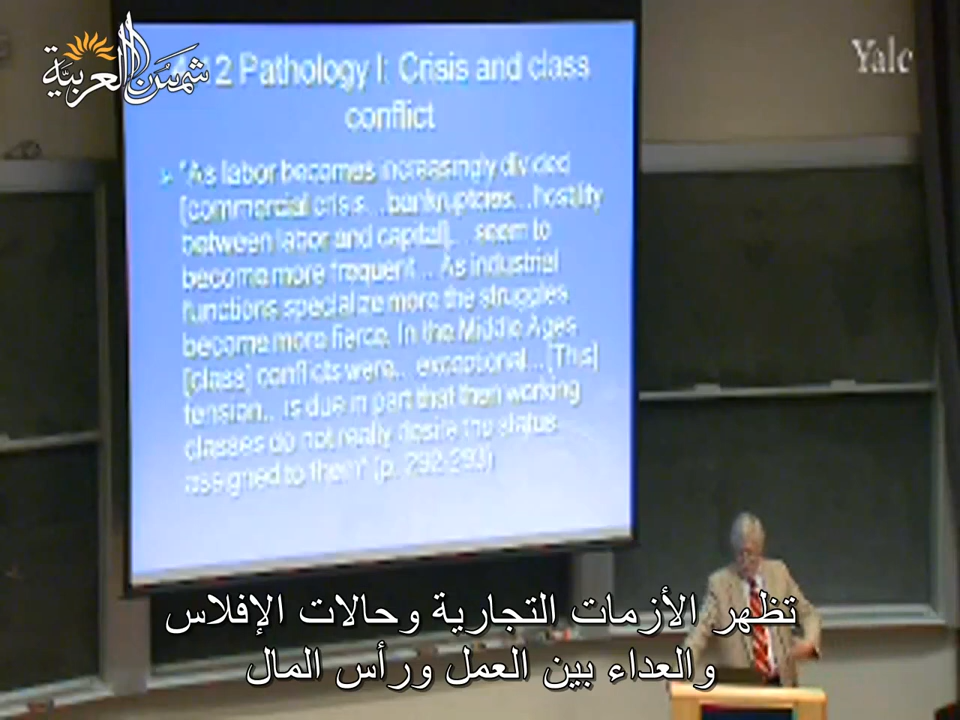 شمس العربية
Yale
2 Pathology I: Crisis and class
conflict
"As labor becomes increasingly divided
[commercial crisis...bankruptcies...hostility
between labor and capital]... seem to
become more frequent... As industrial
functions specialize more the struggles
become more fierce. In the Middle Ages
[class] conflicts were... exceptional...[This]
tension... is due in part that then working
classes do not really desire the status
assigned to them" (p. 292-293)
تظهر الأزمات التجارية وحالات الإفلاس
والعداء بين العمل ورأس المال